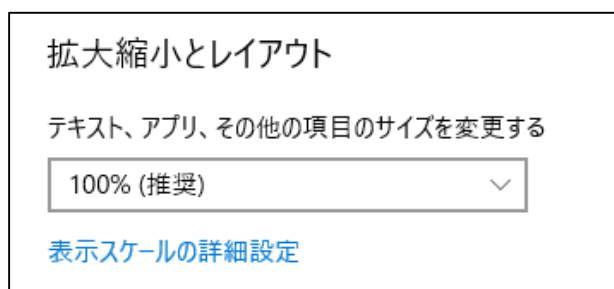 拡大縮小とレイアウト
テキスト、アプリ、その他の項目のサイズを変更する
100% (推奨)
表示スケールの詳細設定